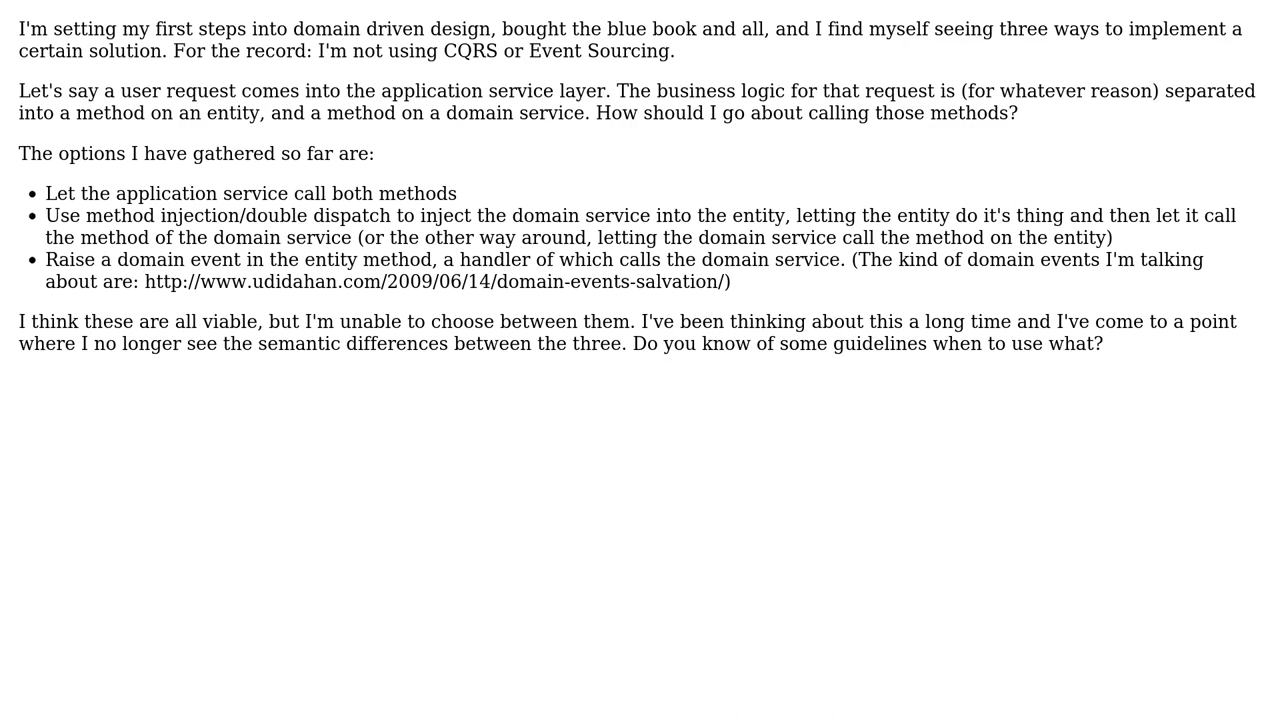 I'm setting my first steps into domain driven design, bought the blue book and all, and I find myself seeing three ways to implement a
certain solution. For the record: I'm not using CQRS or Event Sourcing.
Let's say a user request comes into the application service layer. The business logic for that request is (for whatever reason) separated
into a method on an entity, and a method on a domain service. How should I go about calling those methods?
The options I have gathered so far are:
• Let the application service call both methods
• Use method injection/double dispatch to inject the domain service into the entity, letting the entity do it's thing and then let it call
the method of the domain service (or the other way around, letting the domain service call the method on the entity)
• Raise a domain event in the entity method, a handler of which calls the domain service. (The kind of domain events I'm talking
about are: http://www.udidahan.com/2009/06/14/domain-events-salvation/)
I think these are all viable, but I'm unable to choose between them. I've been thinking about this a long time and I've come to a point
where I no longer see the semantic differences between the three. Do you know of some guidelines when to use what?